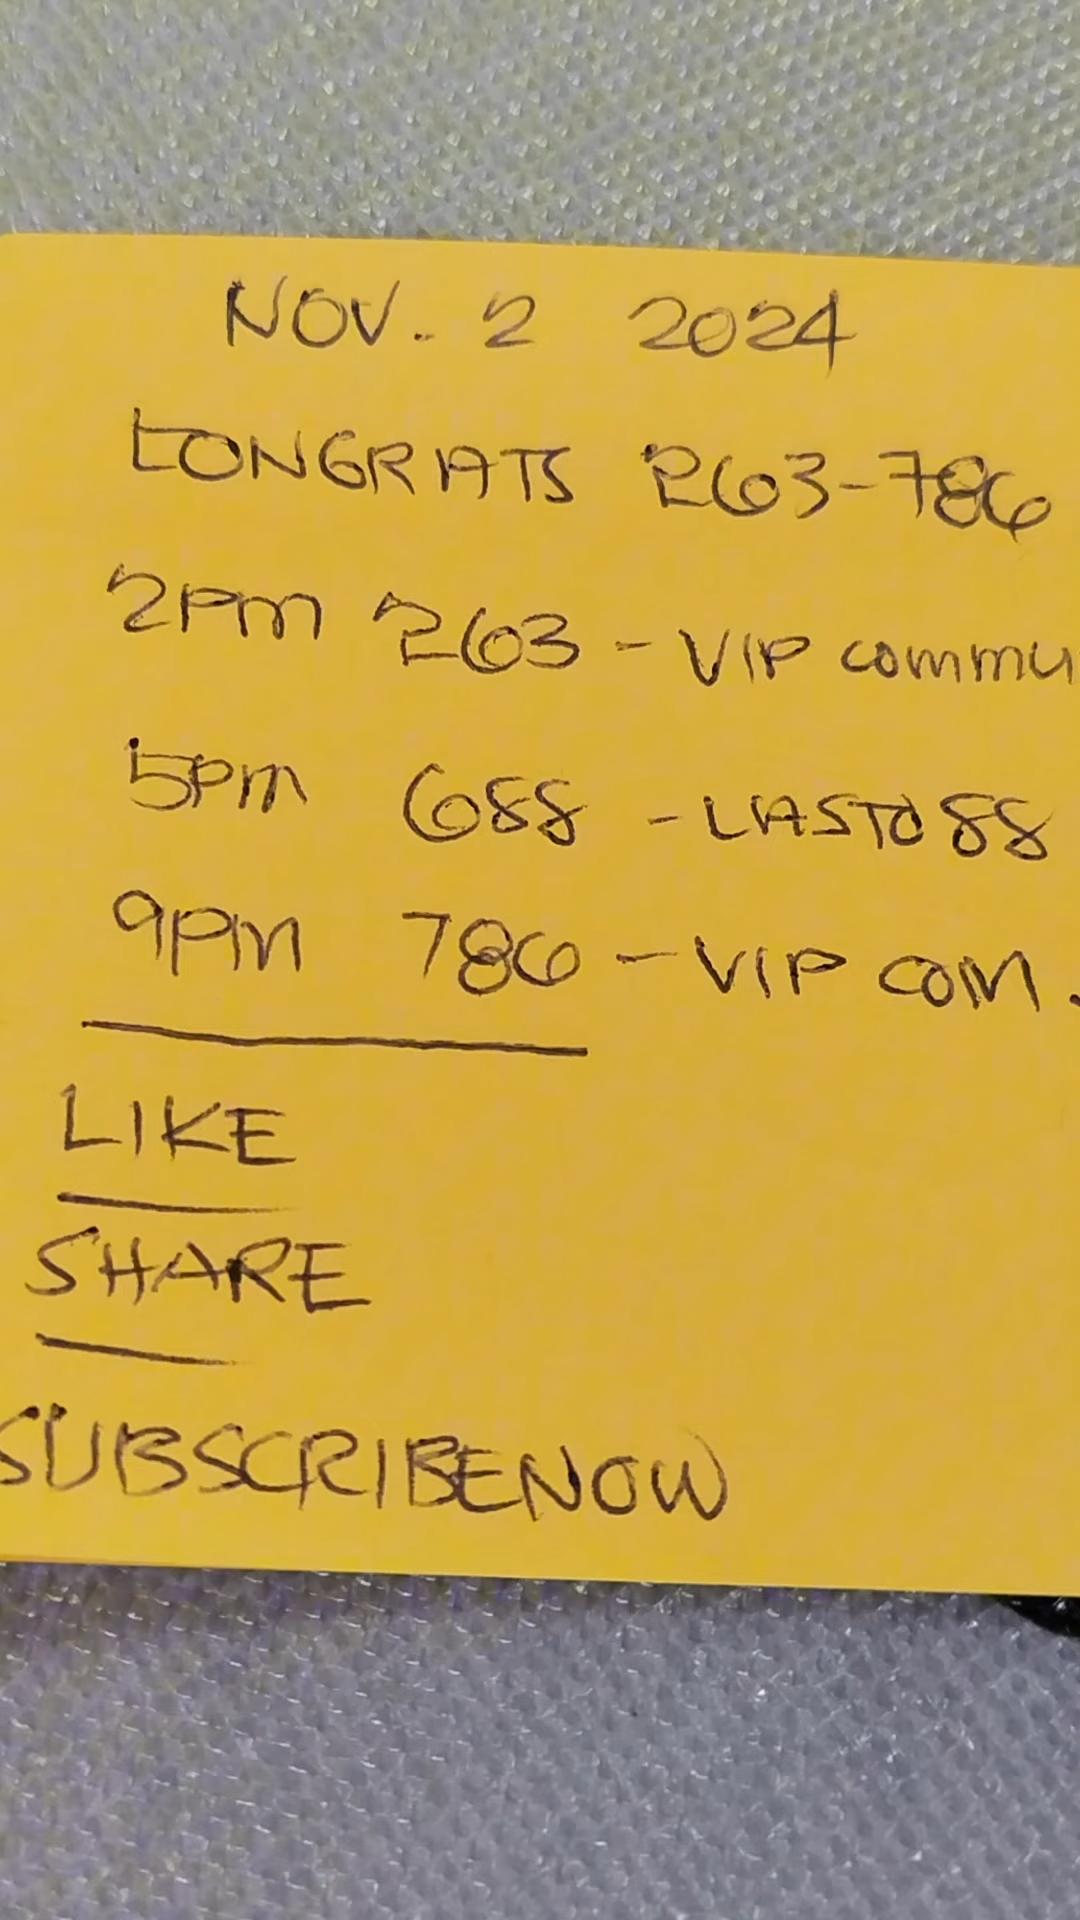 NOV. 2 2024
CONGRATS 263-786
2PM 263 - VIP commu
5pm 688 - LASTO 88
9PM 786 - VIP COM.
LIKE
SHARE
SUBSCRIBENOW